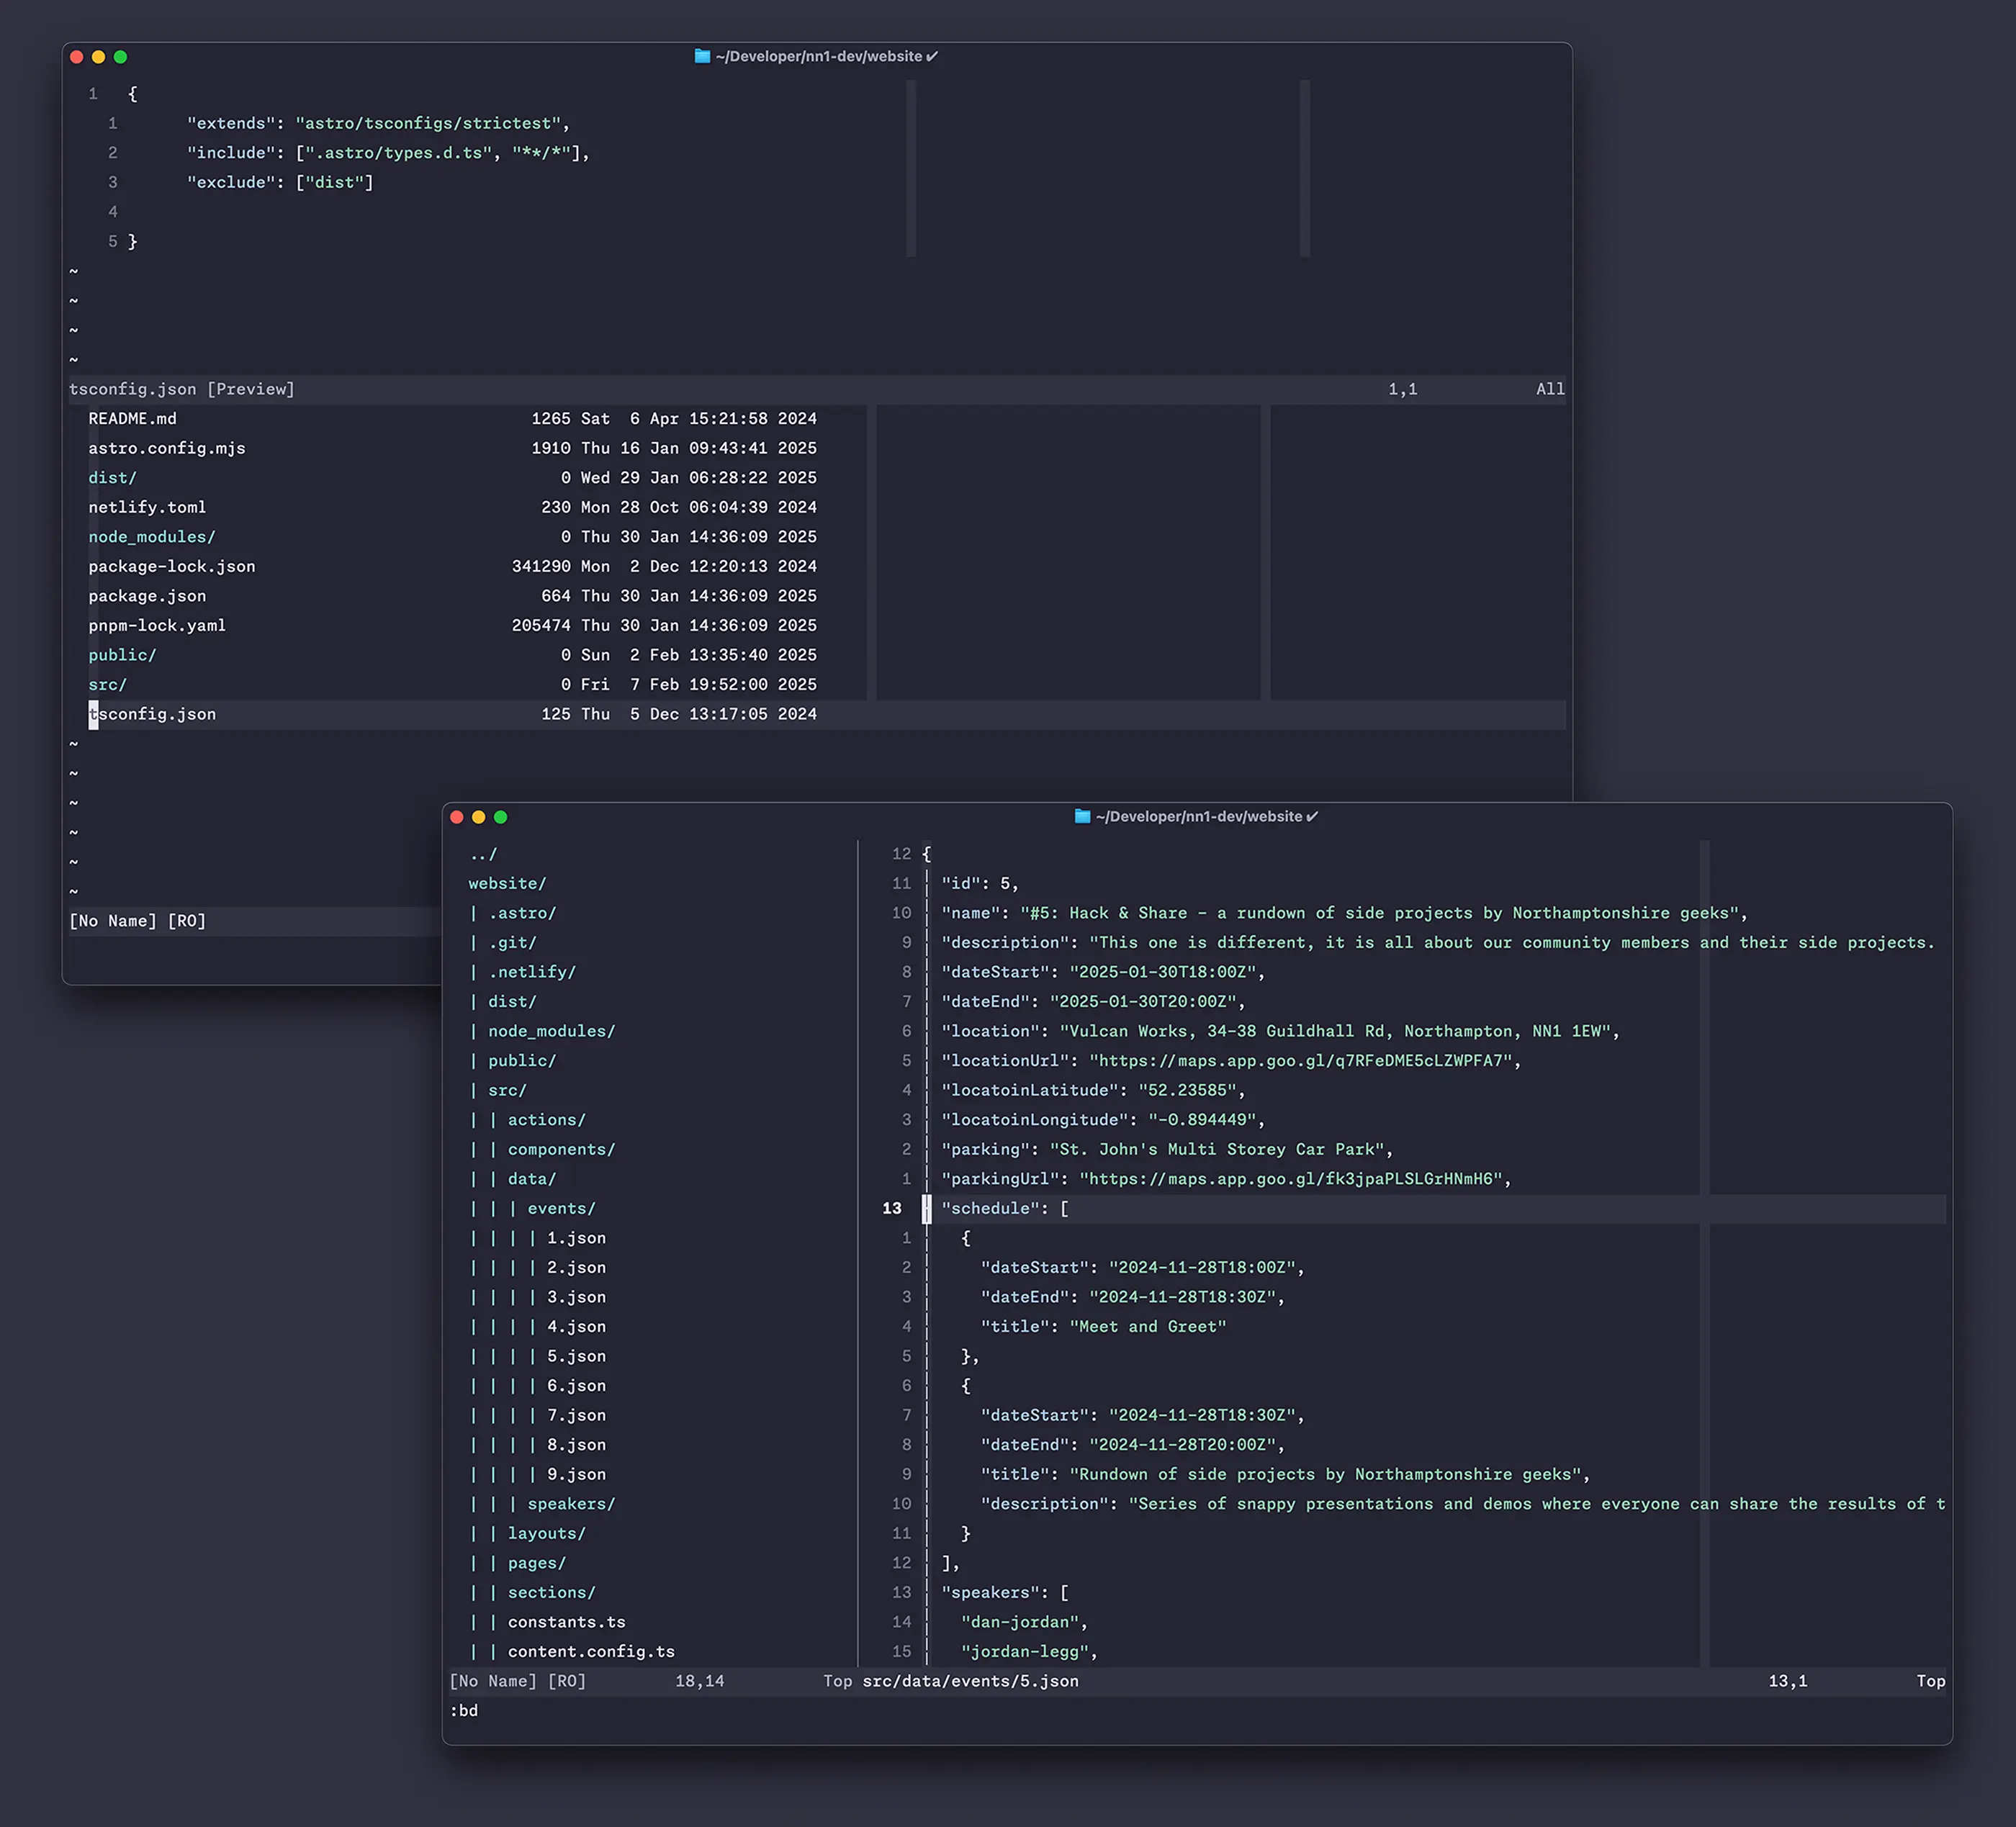 ~/Developer/nn1-dev/website ✔
1 {
1 "extends": "astro/tsconfigs/strictest",
2 "include": [".astro/types.d.ts", "**/*"],
3 "exclude": ["dist"]
4
5 }
~
~
~
~
tsconfig.json [Preview] 1,1 All
README.md 1265 Sat 6 Apr 15:21:58 2024
astro.config.mjs 1910 Thu 16 Jan 09:43:41 2025
dist/ 0 Wed 29 Jan 06:28:22 2025
netlify.toml 230 Mon 28 Oct 06:04:39 2024
node_modules/ 0 Thu 30 Jan 14:36:09 2025
package-lock.json 341290 Mon 2 Dec 12:20:13 2024
package.json 664 Thu 30 Jan 14:36:09 2025
pnpm-lock.yaml 205474 Thu 30 Jan 14:36:09 2025
public/ 0 Sun 2 Feb 13:35:40 2025
src/ 0 Fri 7 Feb 19:52:00 2025
tsconfig.json 125 Thu 5 Dec 13:17:05 2024
~
~
~
~
~
~
[No Name] [RO]
~/Developer/nn1-dev/website ✔
../
website/
| .astro/
| .git/
| .netlify/
| dist/
| node_modules/
| public/
| src/
| | actions/
| | components/
| | data/
| | | events/
| | | | 1.json
| | | | 2.json
| | | | 3.json
| | | | 4.json
| | | | 5.json
| | | | 6.json
| | | | 7.json
| | | | 8.json
| | | | 9.json
| | | speakers/
| | layouts/
| | pages/
| | sections/
| | constants.ts
| | content.config.ts
12 {
11 | "id": 5,
10 | "name": "#5: Hack & Share - a rundown of side projects by Northamptonshire geeks",
9 | "description": "This one is different, it is all about our community members and their side projects.
8 | "dateStart": "2025-01-30T18:00Z",
7 | "dateEnd": "2025-01-30T20:00Z",
6 | "location": "Vulcan Works, 34-38 Guildhall Rd, Northampton, NN1 1EW",
5 | "locationUrl": "https://maps.app.goo.gl/q7RFeDME5cLZWPFA7",
4 | "locatoinLatitude": "52.23585",
3 | "locatoinLongitude": "-0.894449",
2 | "parking": "St. John's Multi Storey Car Park",
1 | "parkingUrl": "https://maps.app.goo.gl/fk3jpaPLSLGrHNmH6",
13 | "schedule": [
1 | {
2 | "dateStart": "2024-11-28T18:00Z",
3 | "dateEnd": "2024-11-28T18:30Z",
4 | "title": "Meet and Greet"
5 | },
6 | {
7 | "dateStart": "2024-11-28T18:30Z",
8 | "dateEnd": "2024-11-28T20:00Z",
9 | "title": "Rundown of side projects by Northamptonshire geeks",
10 | "description": "Series of snappy presentations and demos where everyone can share the results of t
11 | }
12 | ],
13 | "speakers": [
14 | "dan-jordan",
15 | "jordan-legg",
[No Name] [RO] 18,14 Top src/data/events/5.json 13,1 Top
:bd